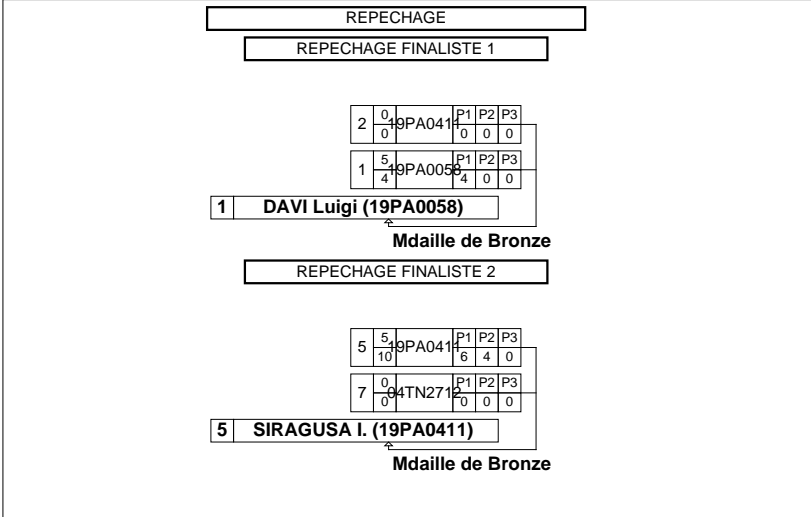 REPECHAGE
REPECHAGE FINALISTE 1
2 0 0 19PA0411 P1 P2 P3 0 0 0
1 5 4 19PA0058 P1 P2 P3 4 0 0
1 DAVI Luigi (19PA0058)
Mdaille de Bronze
REPECHAGE FINALISTE 2
5 5 10 19PA0411 P1 P2 P3 6 4 0
7 0 0 04TN2712 P1 P2 P3 0 0 0
5 SIRAGUSA I. (19PA0411)
Mdaille de Bronze